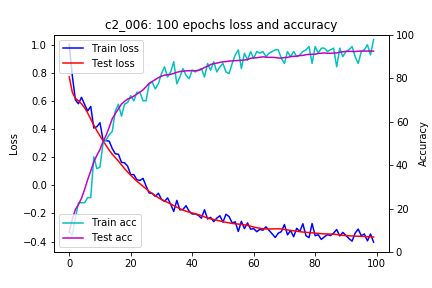 c2_006: 100 epochs loss and accuracy
Train loss
Test loss
Train acc
Test acc
Loss
Accuracy
1.0
0.8
0.6
0.4
0.2
0.0
−0.2
−0.4
100
80
60
40
20
0
0
20
40
60
80
100